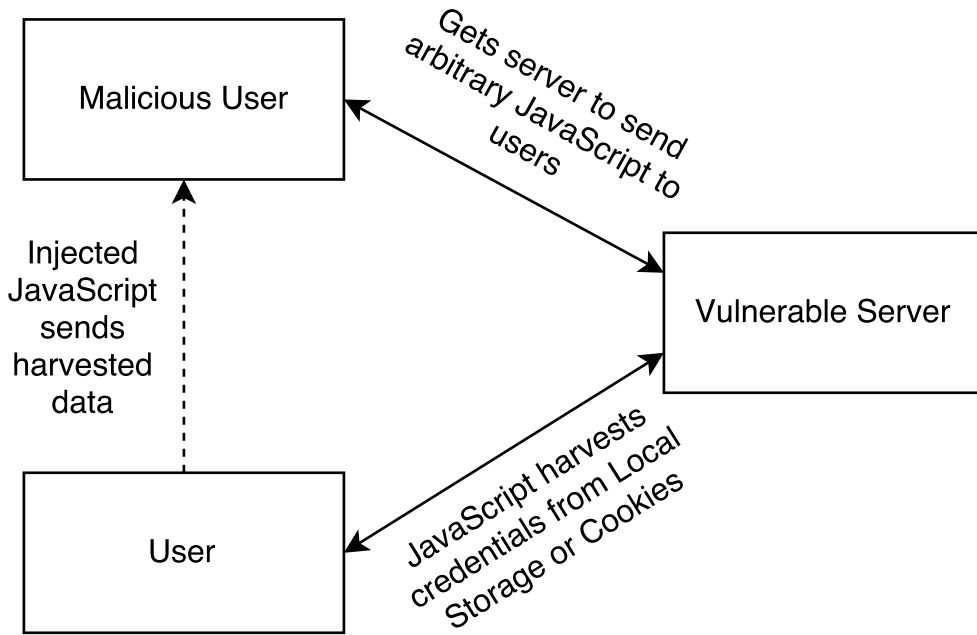 Malicious User
Gets server to send
arbitrary JavaScript to
users
Injected
JavaScript
sends
harvested
data
Vulnerable Server
User
JavaScript harvests
credentials from Local
Storage or Cookies